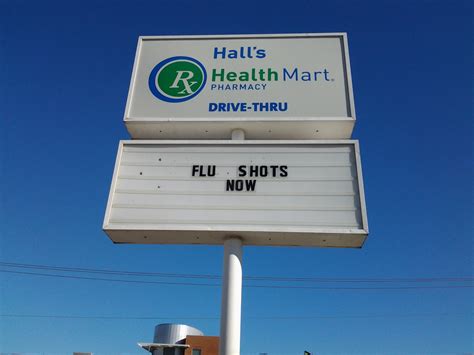 Hall's
Rx
Health Mart®
PHARMACY
DRIVE-THRU
FLU SHOTS
NOW